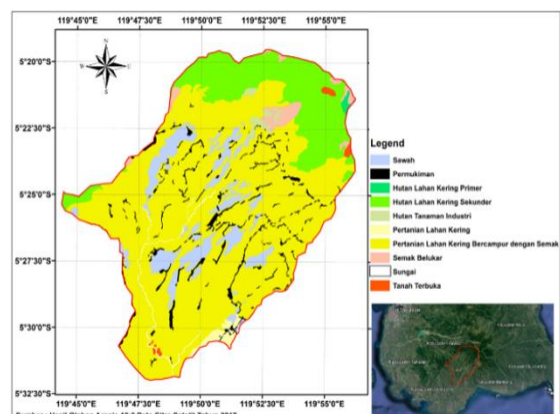 119°45'0"E 119°47'30"E 119°50'0"E 119°52'30"E 119°55'0"E
5°20'0"S
5°22'30"S
5°25'0"S
5°27'30"S
5°30'0"S
5°32'30"S
Legend
Sawah
Permukiman
Hutan Lahan Kering Primer
Hutan Lahan Kering Sekunder
Hutan Tanaman Industri
Pertanian Lahan Kering
Pertanian Lahan Kering Bercampur dengan Semak
Semak Belukar
Sungai
Tanah Terbuka
119°45'0"E 119°47'30"E 119°50'0"E 119°52'30"E 119°55'0"E